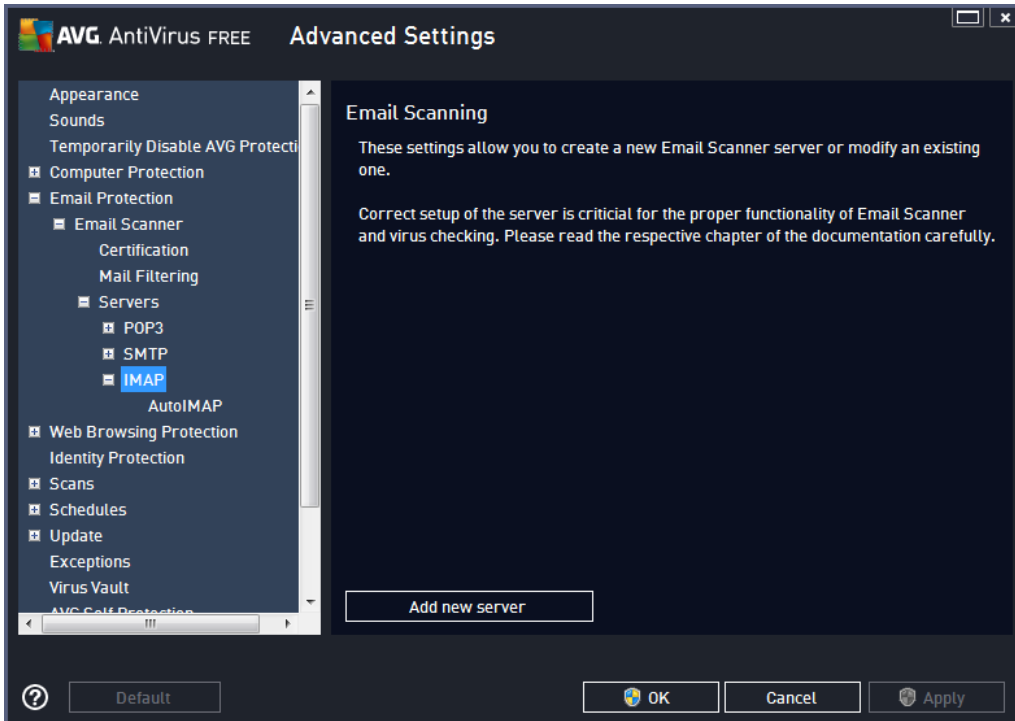 AVG. AntiVirus FREE Advanced Settings
Appearance
Sounds
Temporarily Disable AVG Protecti
Computer Protection
Email Protection
Email Scanner
Certification
Mail Filtering
Servers
POP3
SMTP
IMAP
AutoIMAP
Web Browsing Protection
Identity Protection
Scans
Schedules
Update
Exceptions
Virus Vault
AVG Self Protection
Email Scanning
These settings allow you to create a new Email Scanner server or modify an existing
one.
Correct setup of the server is criticial for the proper functionality of Email Scanner
and virus checking. Please read the respective chapter of the documentation carefully.
Add new server
Default
OK
Cancel
Apply